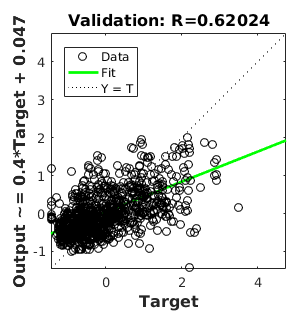 Validation: R=0.62024
Output ~= 0.4*Target + 0.047
4
3
2
1
0
-1
Data
Fit
Y = T
0
2
4
Target